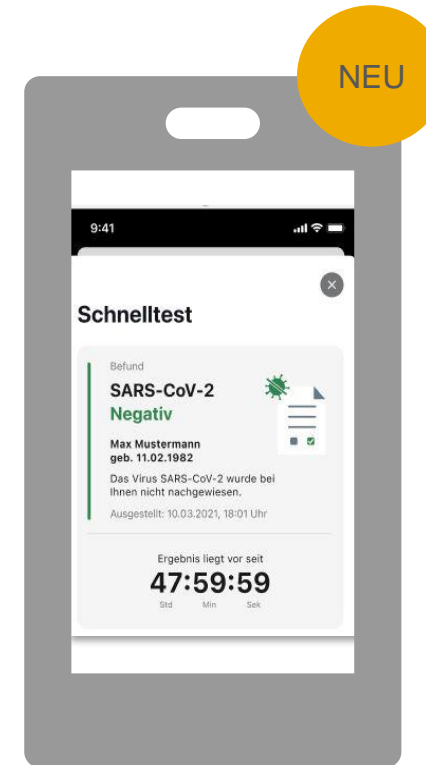 NEU
9:41
Schnelltest
Befund
SARS-CoV-2
Negativ
Max Mustermann
geb. 11.02.1982
Das Virus SARS-CoV-2 wurde bei
Ihnen nicht nachgewiesen.
Ausgestellt: 10.03.2021, 18:01 Uhr
Ergebnis liegt vor seit
47:59:59
Std Min Sek